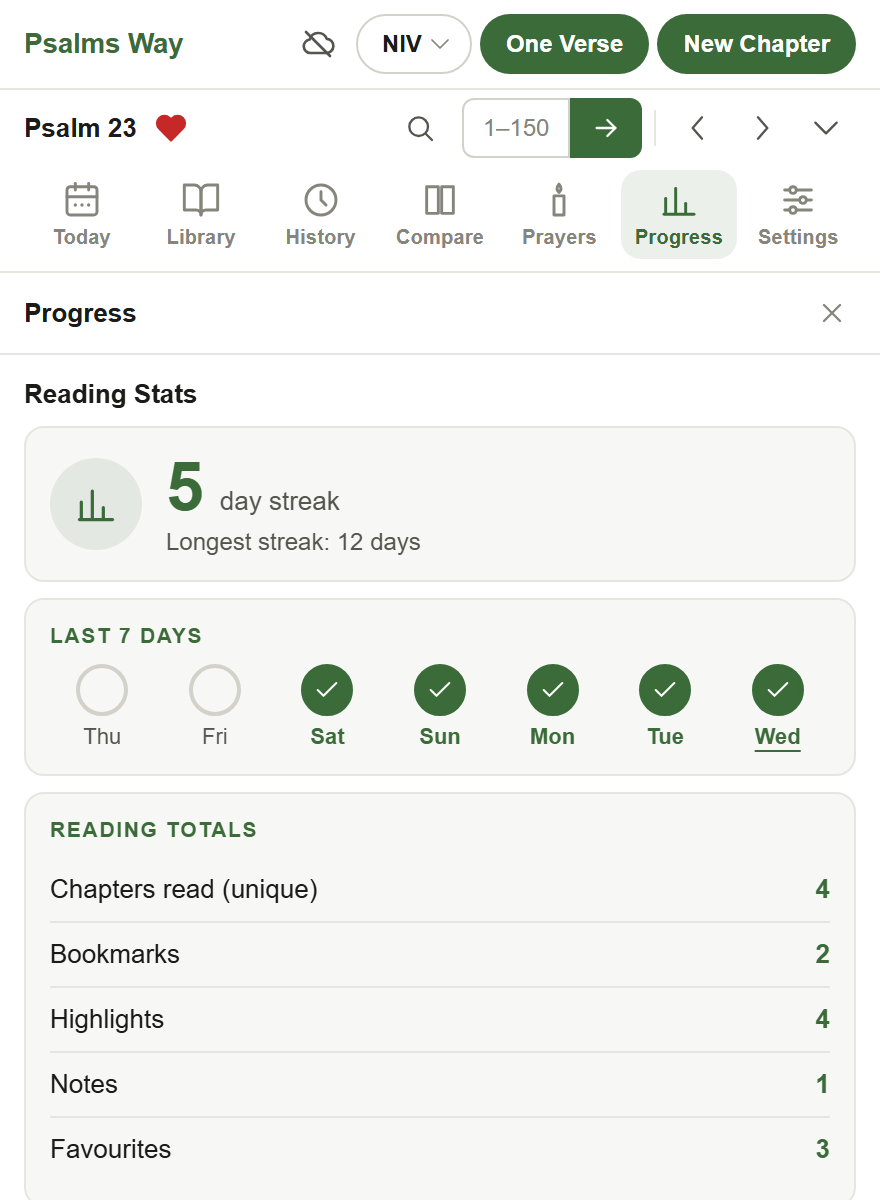 Psalms Way NIV One Verse New Chapter
Psalm 23 1–150
Today Library History Compare Prayers Progress Settings
Progress
Reading Stats
5 day streak
Longest streak: 12 days
LAST 7 DAYS
Thu Fri Sat Sun Mon Tue Wed
READING TOTALS
Chapters read (unique) 4
Bookmarks 2
Highlights 4
Notes 1
Favourites 3